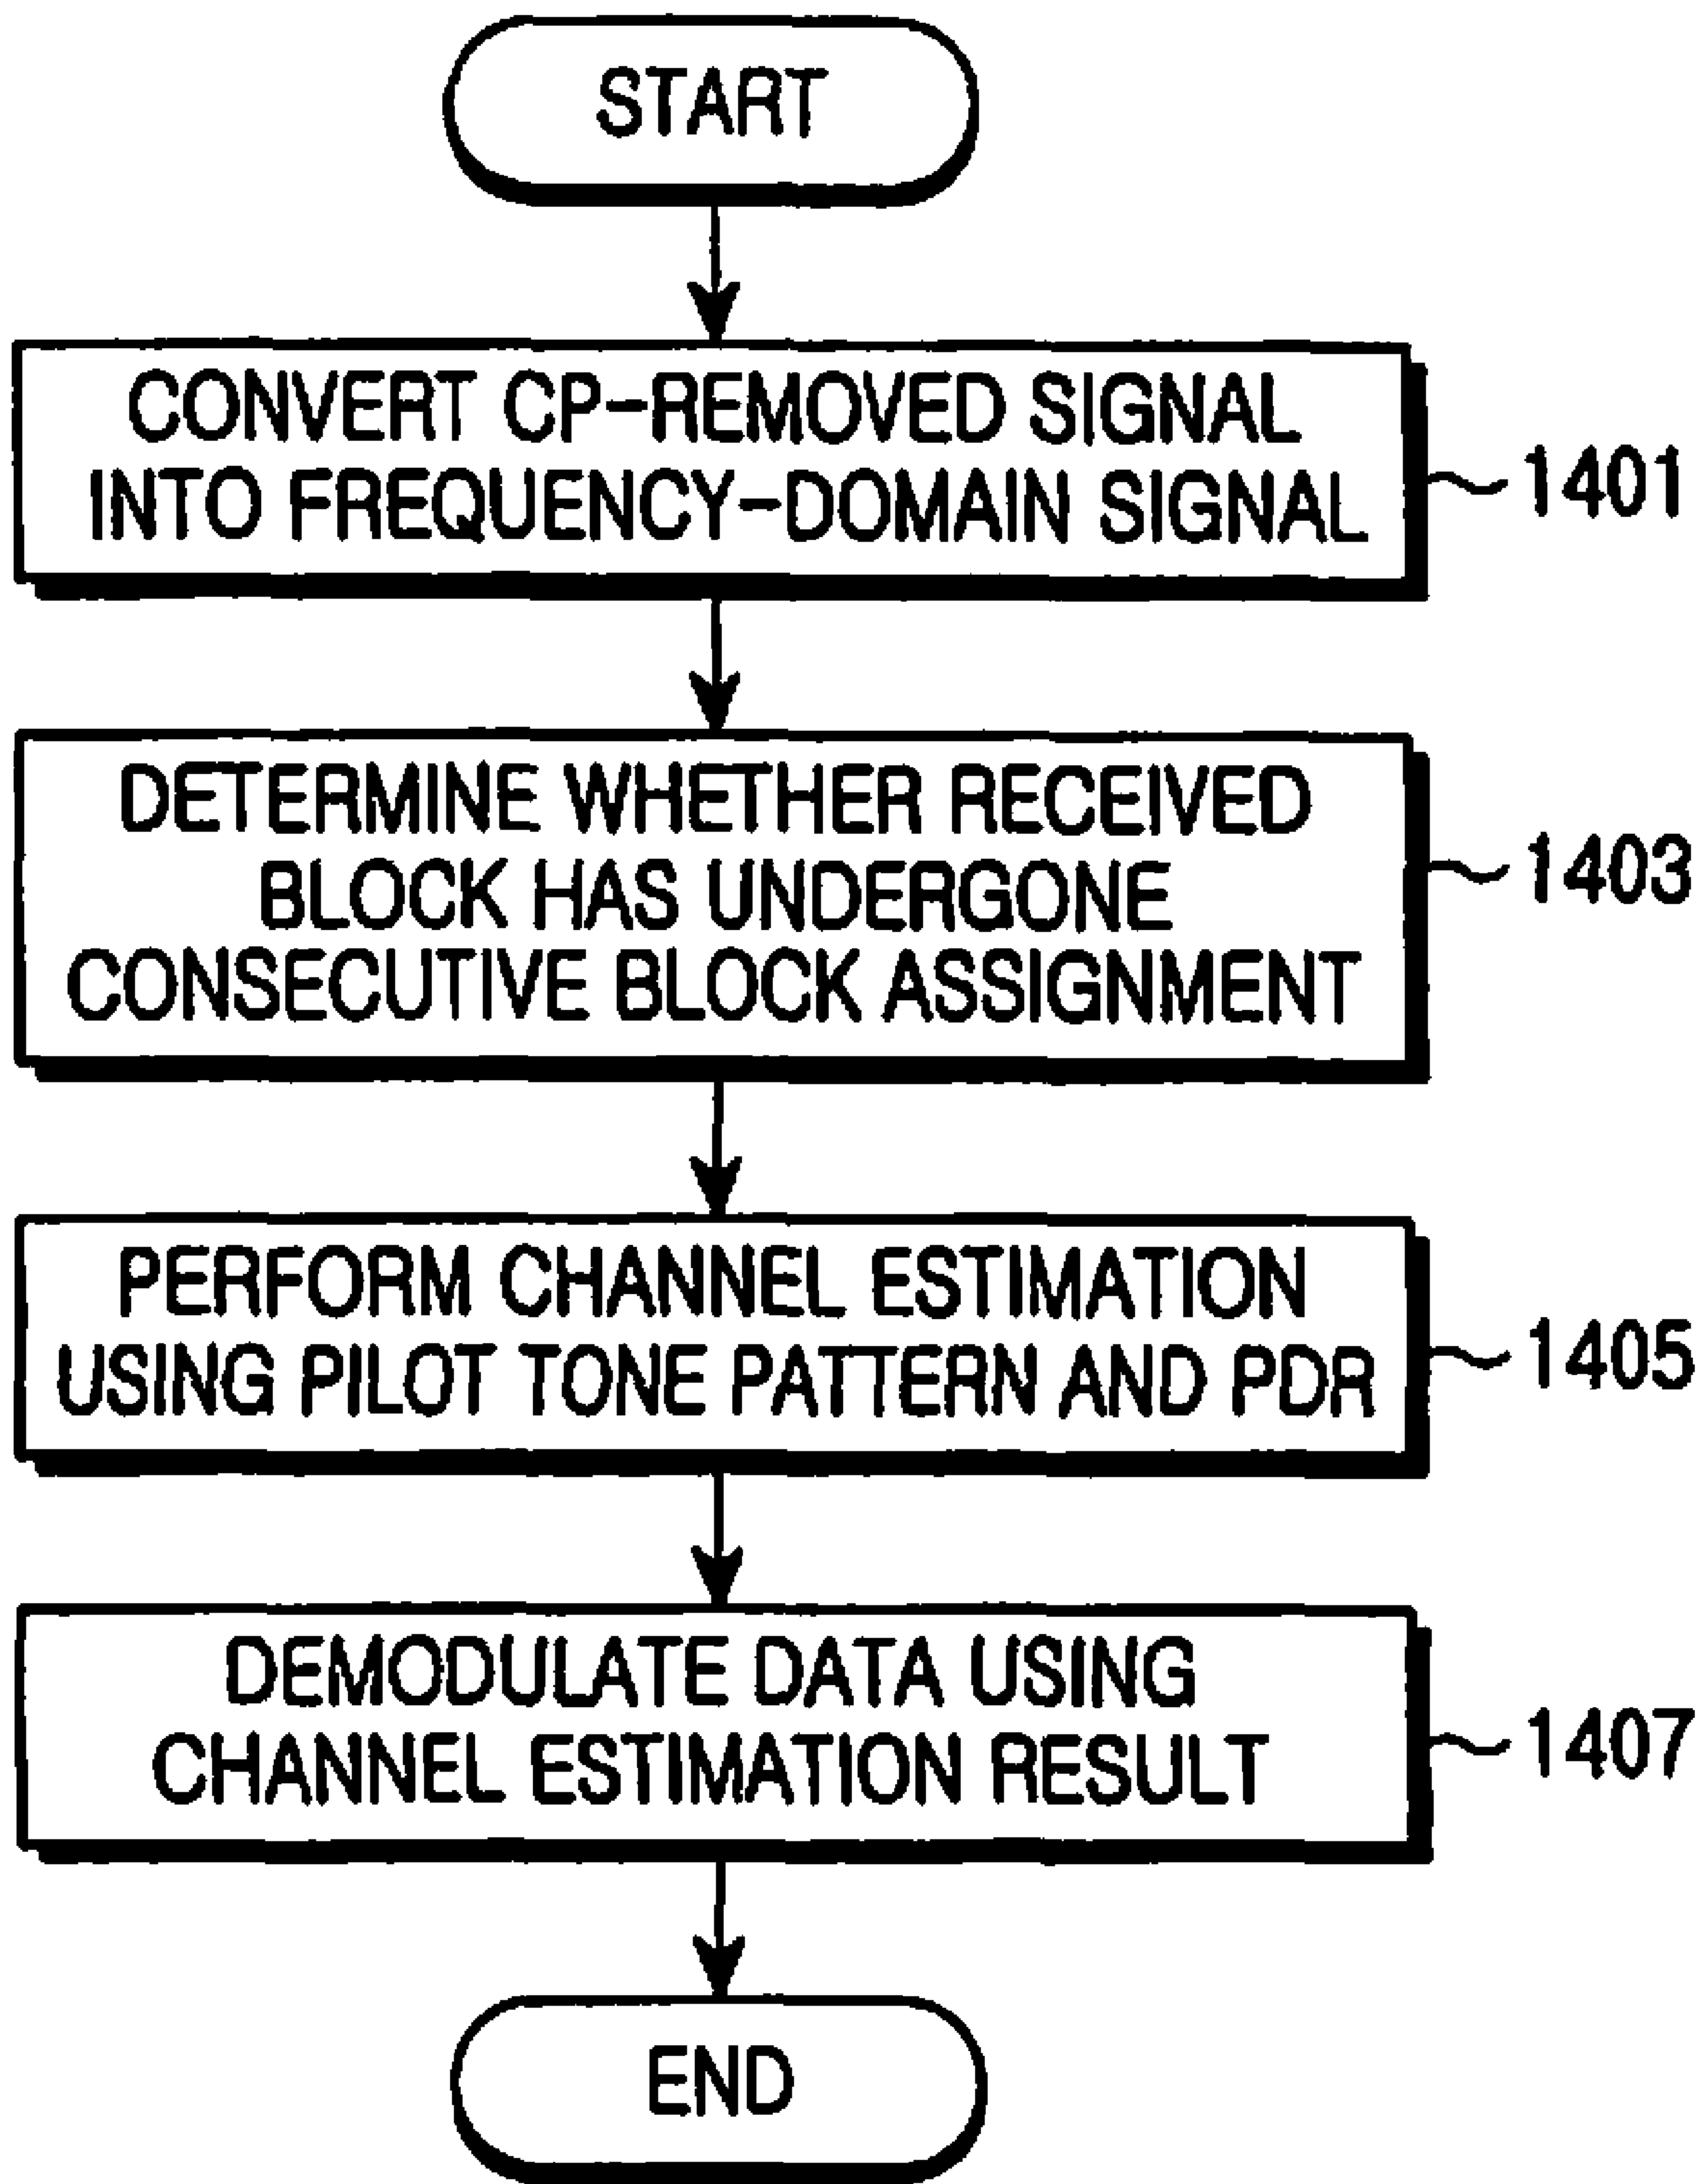 START
CONVERT CP-REMOVED SIGNAL
INTO FREQUENCY-DOMAIN SIGNAL
1401
DETERMINE WHETHER RECEIVED
BLOCK HAS UNDERGONE
CONSECUTIVE BLOCK ASSIGNMENT
1403
PERFORM CHANNEL ESTIMATION
USING PILOT TONE PATTERN AND PDR
1405
DEMODULATE DATA USING
CHANNEL ESTIMATION RESULT
1407
END